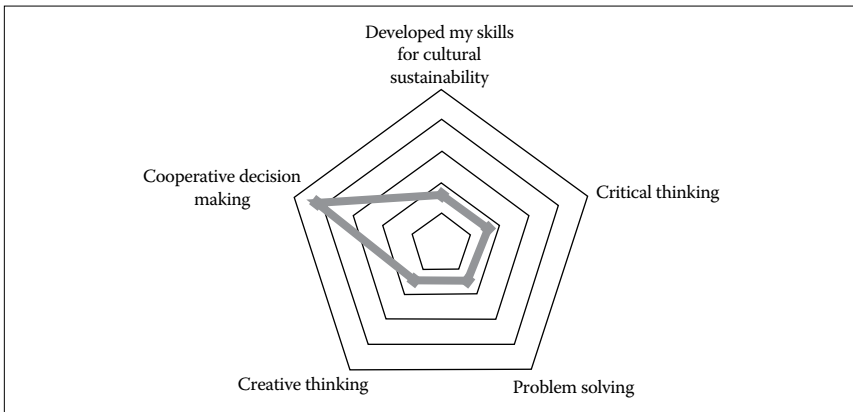 Developed my skills
for cultural
sustainability
Cooperative decision
making
Critical thinking
Creative thinking
Problem solving